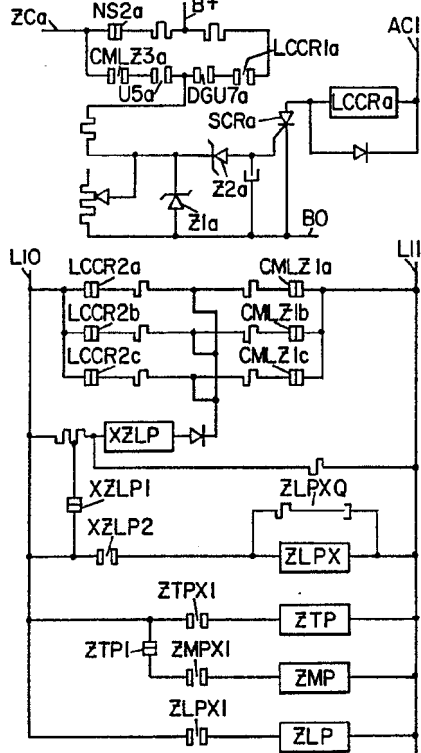 ZCa
NS2a
B+
AC1
CMLZ3a
LCCR1a
U5a
DGU7a
SCRa
LCCRa
Z2a
Z1a
BO
L10
L11
LCCR2a
CMLZ1a
LCCR2b
CMLZ1b
LCCR2c
CMLZ1c
XZLP
XZLP1
ZLPXQ
XZLP2
ZLPX
ZTPX1
ZTP
ZTP1
ZMPX1
ZMP
ZLPX1
ZLP